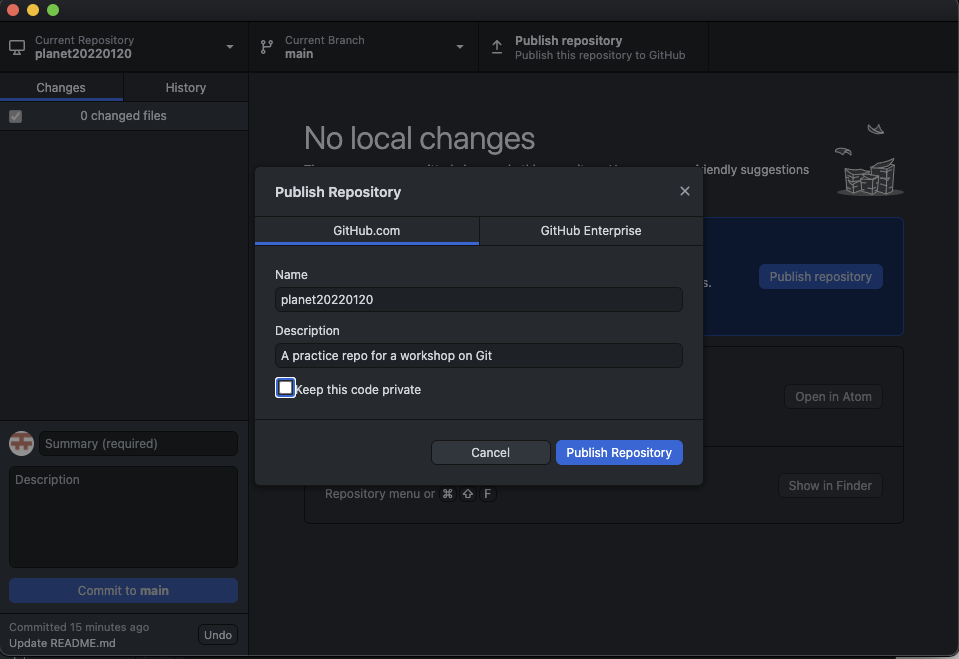 Current Repository
planet20220120
Current Branch
main
Publish repository
Publish this repository to GitHub
Changes
History
0 changed files
No local changes
friendly suggestions
Publish Repository
GitHub.com
GitHub Enterprise
s.
Publish repository
Name
planet20220120
Description
A practice repo for a workshop on Git
Keep this code private
Open in Atom
Cancel
Publish Repository
Summary (required)
Description
Repository menu or ⌘ ⇧ F
Show in Finder
Commit to main
Committed 15 minutes ago
Update README.md
Undo